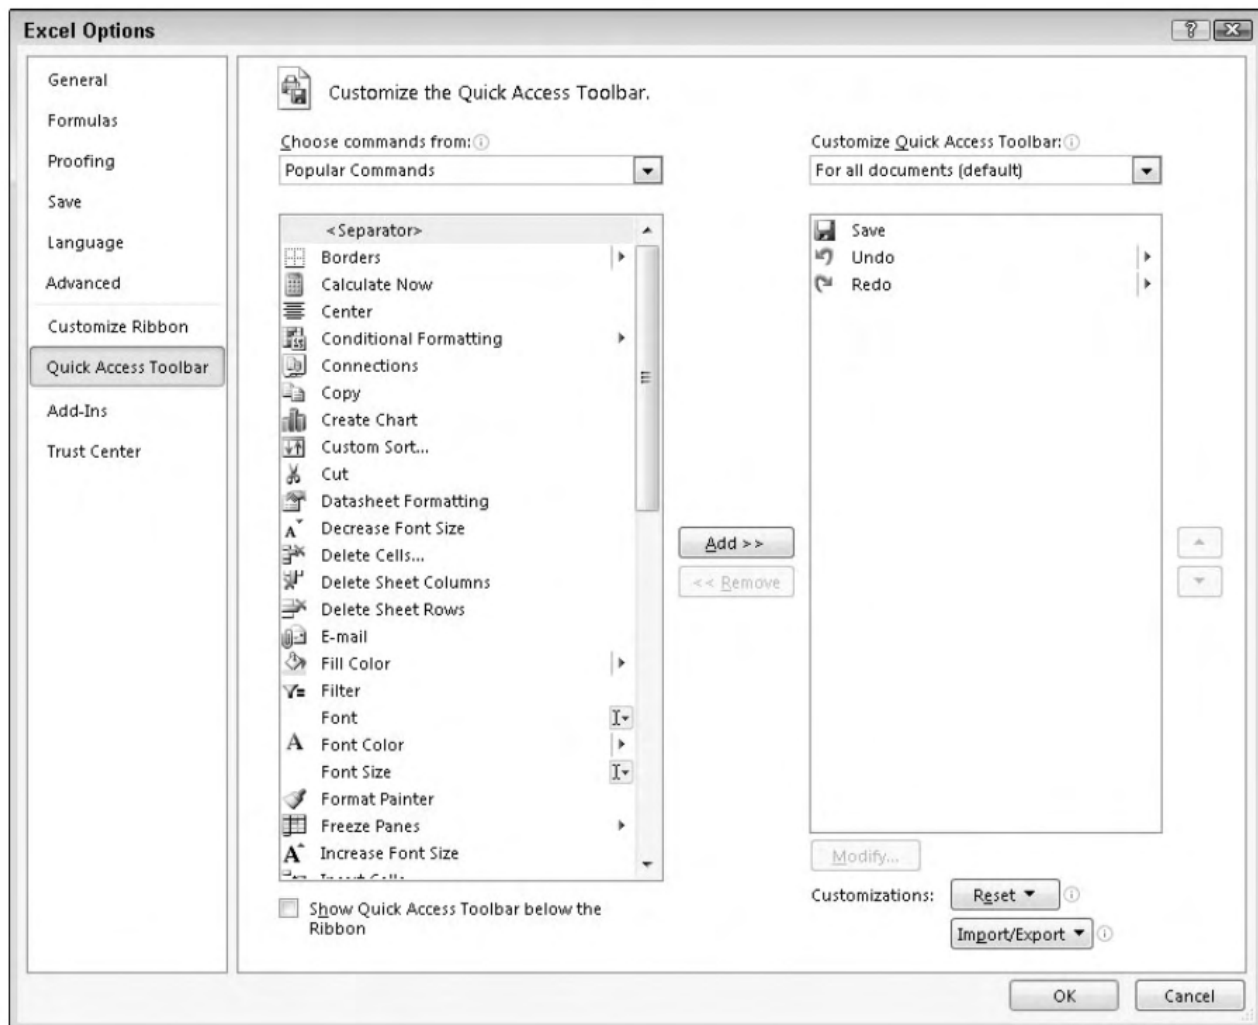 Excel Options
General
Formulas
Proofing
Save
Language
Advanced
Customize Ribbon
Quick Access Toolbar
Add-Ins
Trust Center
Customize the Quick Access Toolbar.
Choose commands from:
Popular Commands
<Separator>
Borders
Calculate Now
Center
Conditional Formatting
Connections
Copy
Create Chart
Custom Sort...
Cut
Datasheet Formatting
Decrease Font Size
Delete Cells...
Delete Sheet Columns
Delete Sheet Rows
E-mail
Fill Color
Filter
Font
Font Color
Font Size
Format Painter
Freeze Panes
Increase Font Size
Show Quick Access Toolbar below the
Ribbon
Add >>
<< Remove
Customize Quick Access Toolbar:
For all documents (default)
Save
Undo
Redo
Modify...
Customizations:
Reset
Import/Export
OK
Cancel